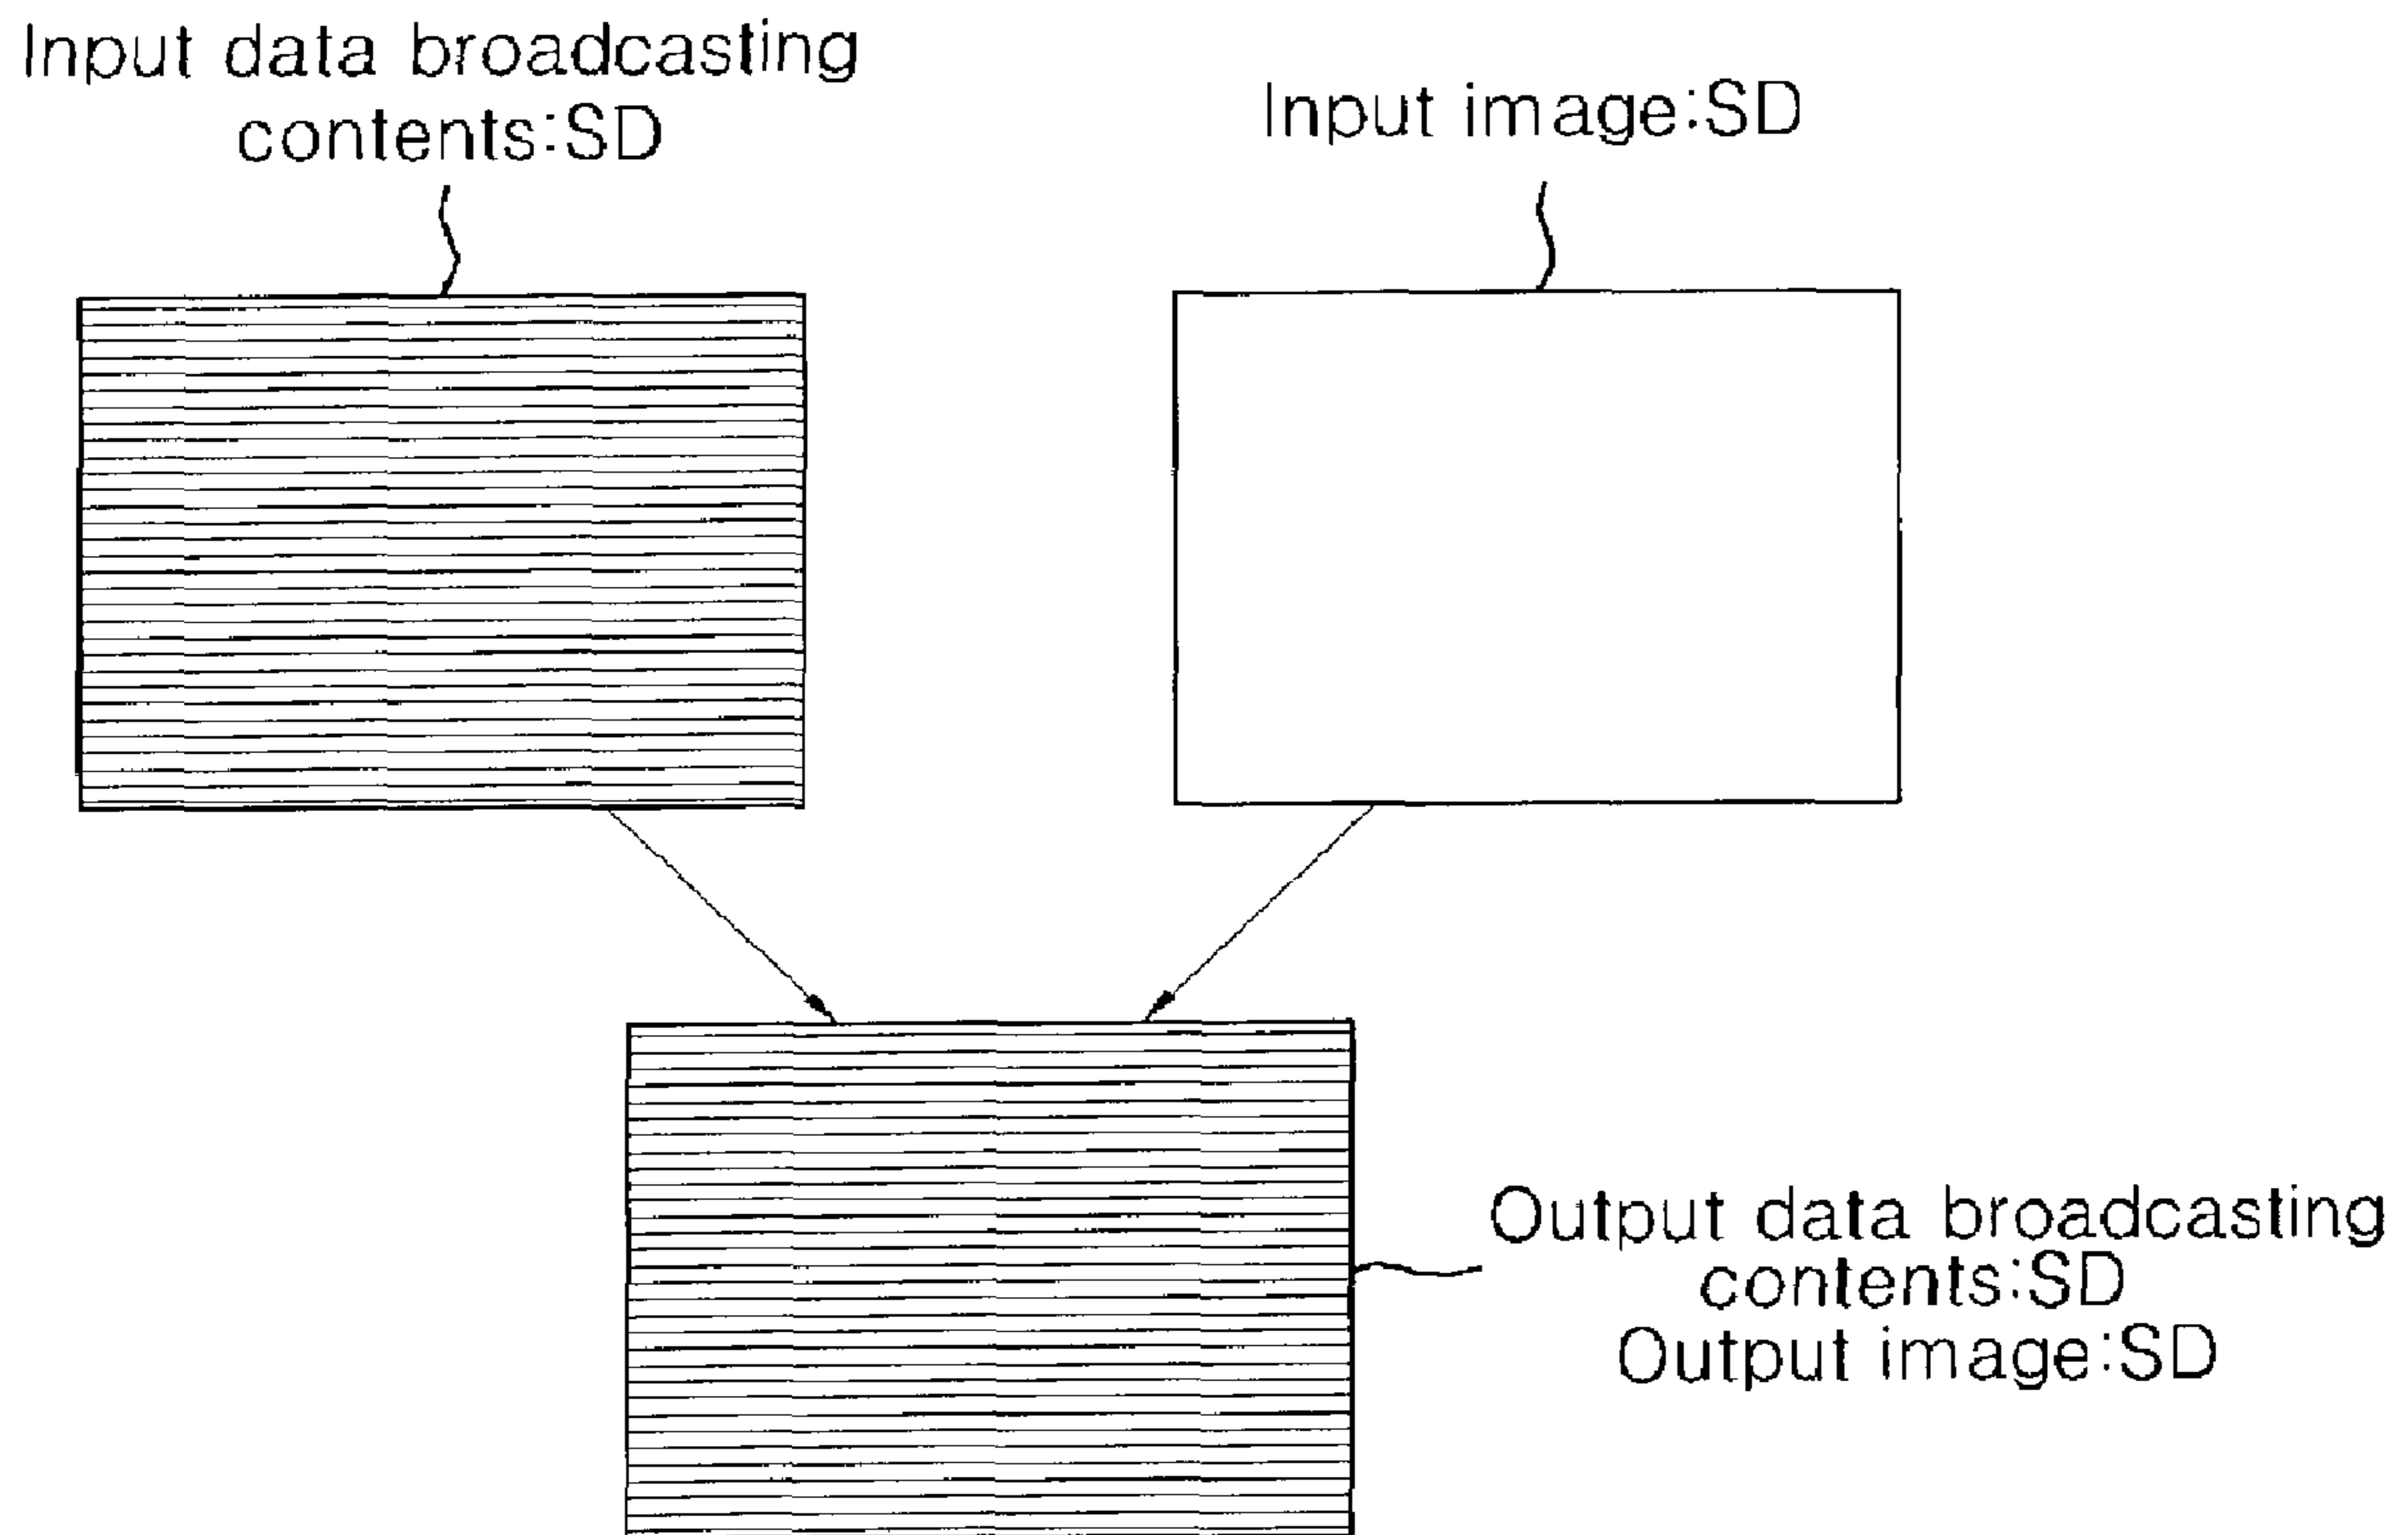 Input data broadcasting
contents:SD
Input image:SD
Output data broadcasting
contents:SD
Output image:SD